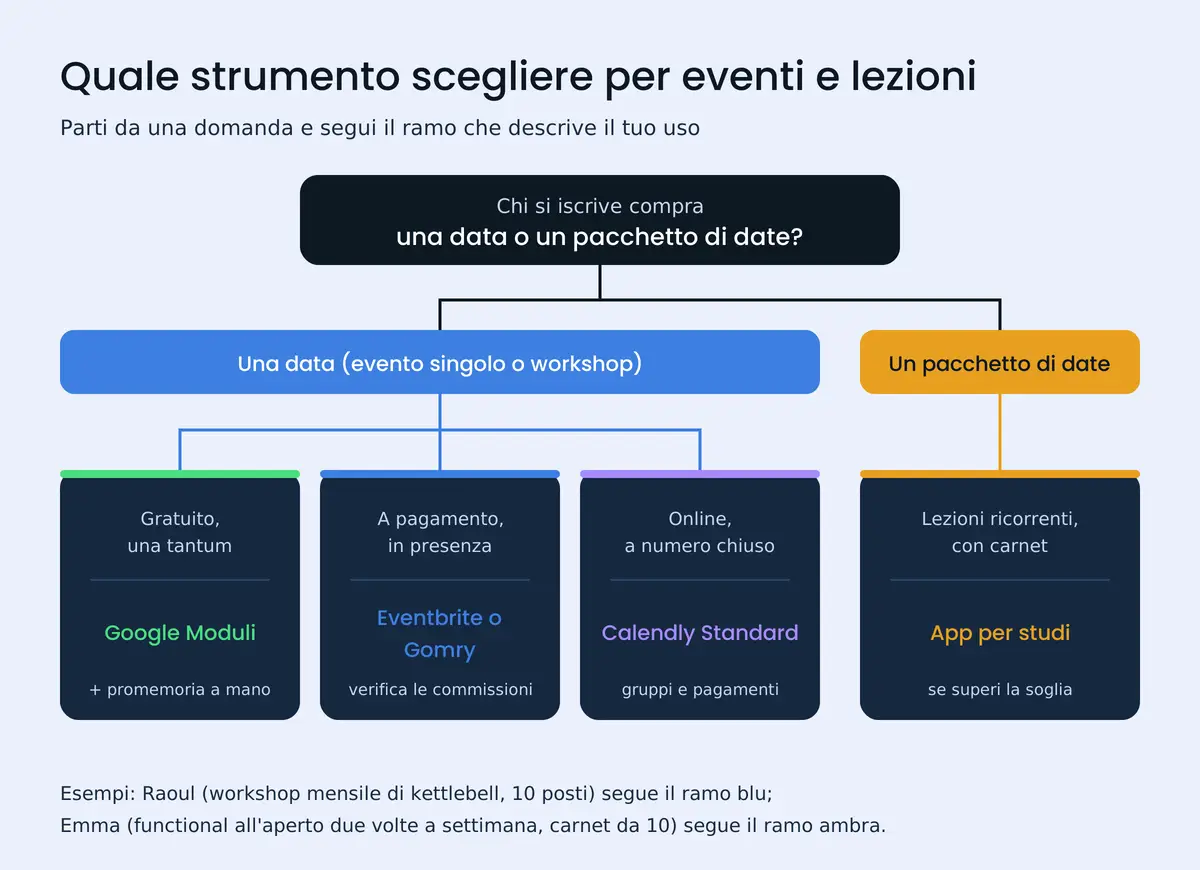 Quale strumento scegliere per eventi e lezioni
Parti da una domanda e segui il ramo che descrive il tuo uso
Chi si iscrive compra
una data o un pacchetto di date?
Una data (evento singolo o workshop)
Un pacchetto di date
Gratuito,
una tantum
Google Moduli
+ promemoria a mano
A pagamento,
in presenza
Eventbrite o
Gomry
verifica le commissioni
Online,
a numero chiuso
Calendly Standard
gruppi e pagamenti
Lezioni ricorrenti,
con carnet
App per studi
se superi la soglia
Esempi: Raoul (workshop mensile di kettlebell, 10 posti) segue il ramo blu;
Emma (functional all'aperto due volte a settimana, carnet da 10) segue il ramo ambra.